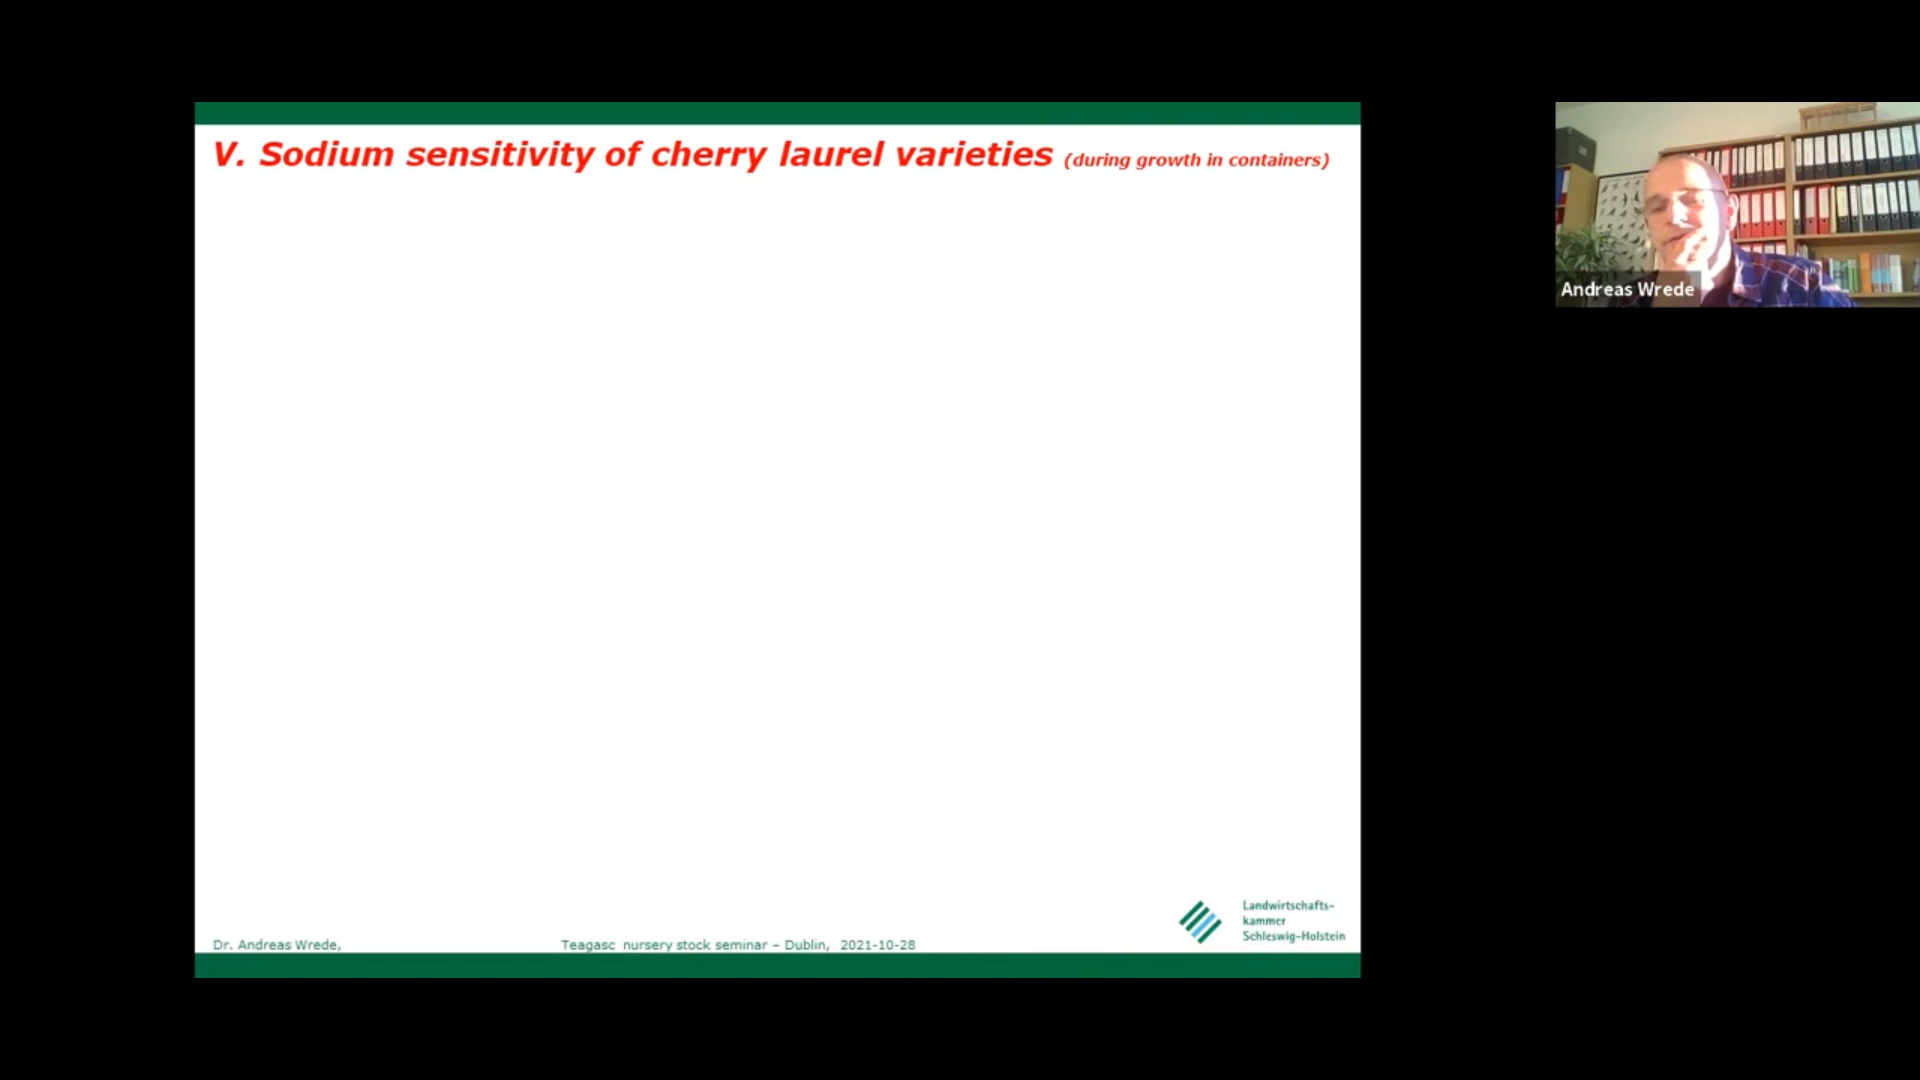 V. Sodium sensitivity of cherry laurel varieties (during growth in containers)
Andreas Wrede
Landwirtschafts-
kammer
Schleswig-Holstein
Dr. Andreas Wrede,
Teagasc nursery stock seminar – Dublin, 2021-10-28